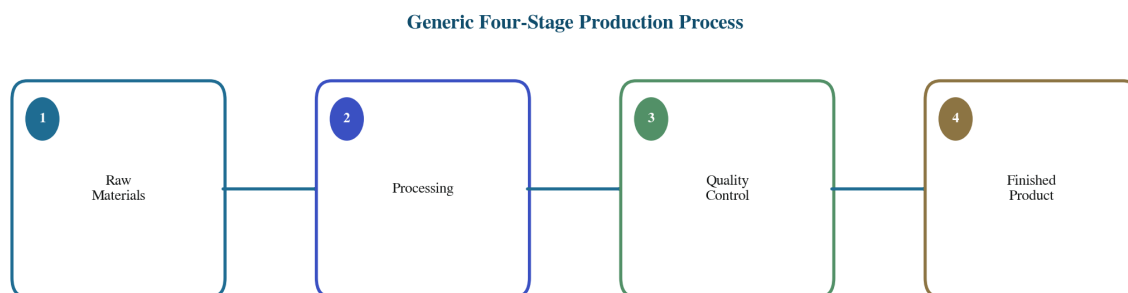 Generic Four-Stage Production Process
1
Raw
Materials
2
Processing
3
Quality
Control
4
Finished
Product